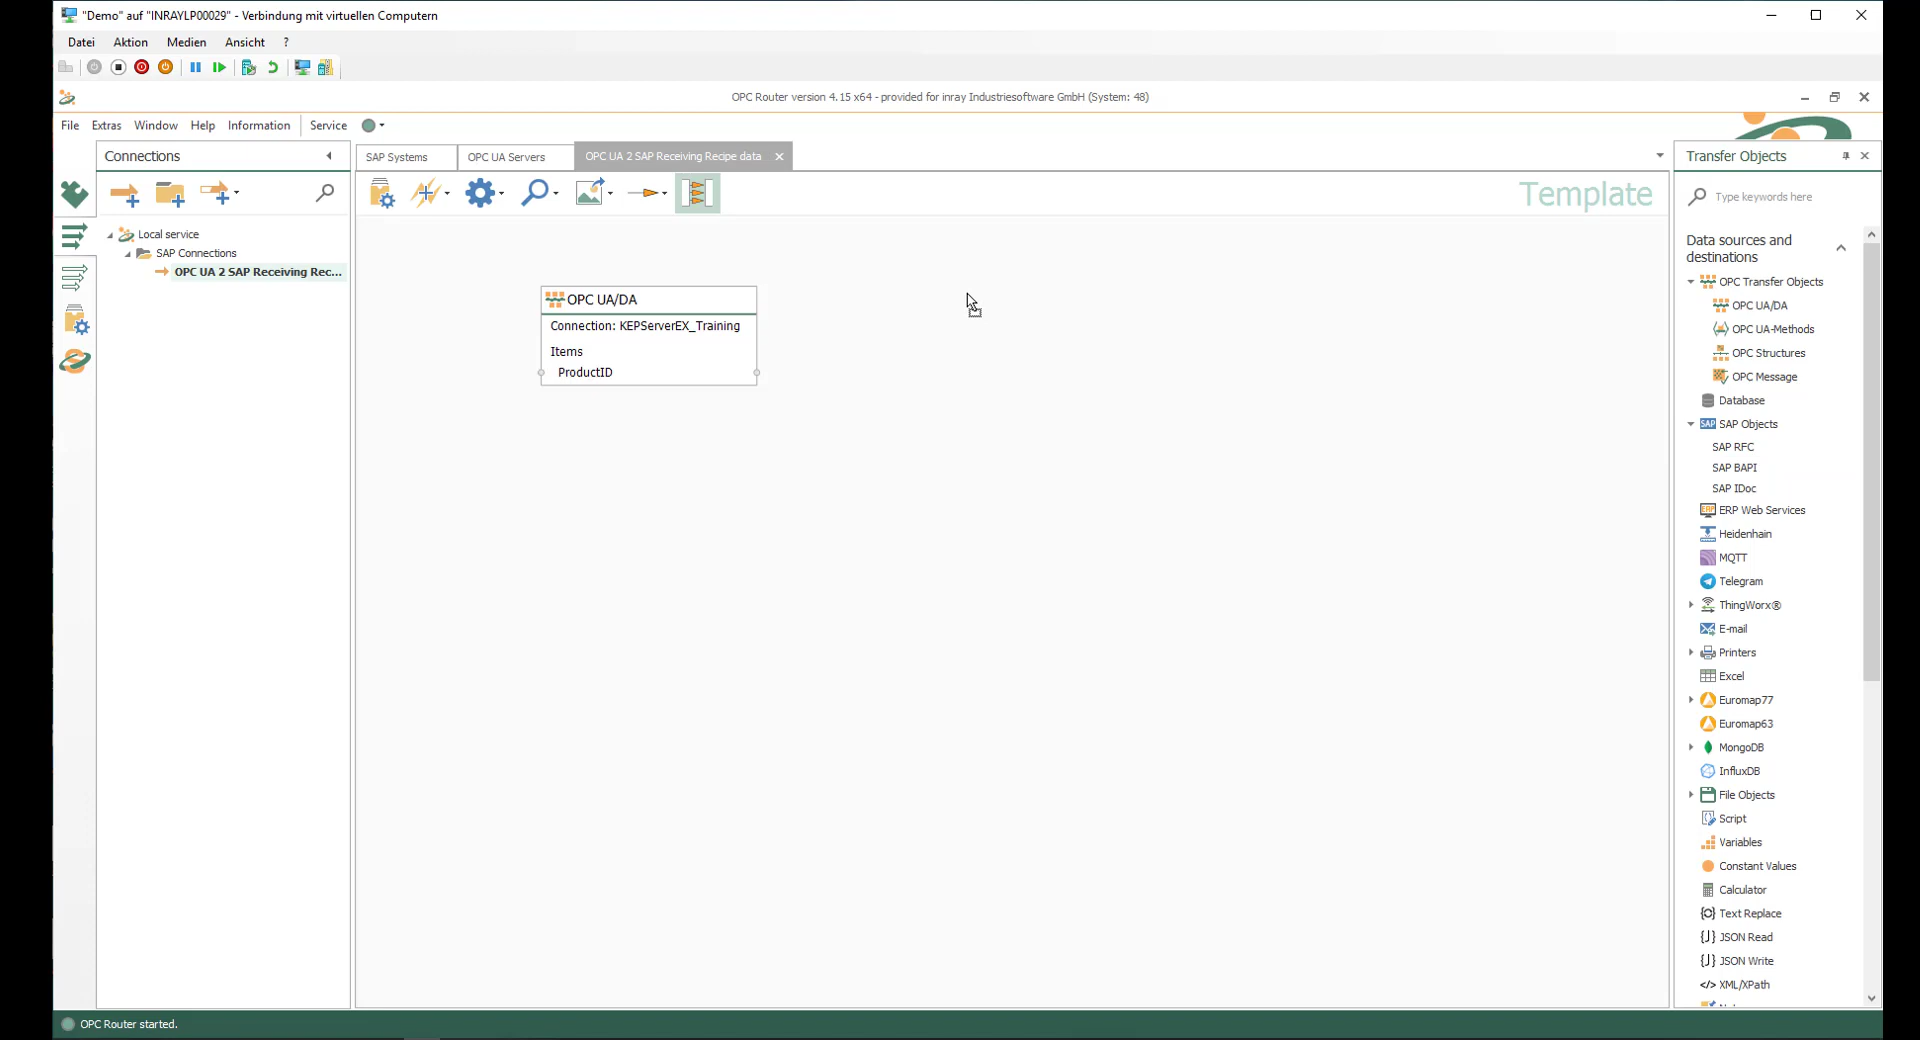 "Demo" auf "INRAYLP00029" - Verbindung mit virtuellen Computern
Datei Aktion Medien Ansicht ?
OPC Router version 4.15 x64 - provided for inray Industriesoftware GmbH (System: 48)
File Extras Window Help Information Service
Connections
SAP Systems
OPC UA Servers
OPC UA 2 SAP Receiving Recipe data
Transfer Objects
Template
Type keywords here
Local service
SAP Connections
OPC UA 2 SAP Receiving Rec...
OPC UA/DA
Connection: KEPServerEX_Training
Items
ProductID
Data sources and
destinations
OPC Transfer Objects
OPC UA/DA
OPC UA-Methods
OPC Structures
OPC Message
Database
SAP SAP Objects
SAP RFC
SAP BAPI
SAP IDoc
ERP ERP Web Services
Heidenhain
MQTT
Telegram
ThingWorx®
E-mail
Printers
Excel
Euromap77
Euromap63
MongoDB
InfluxDB
File Objects
Script
Variables
Constant Values
Calculator
Text Replace
JSON Read
JSON Write
XML/XPath
OPC Router started.